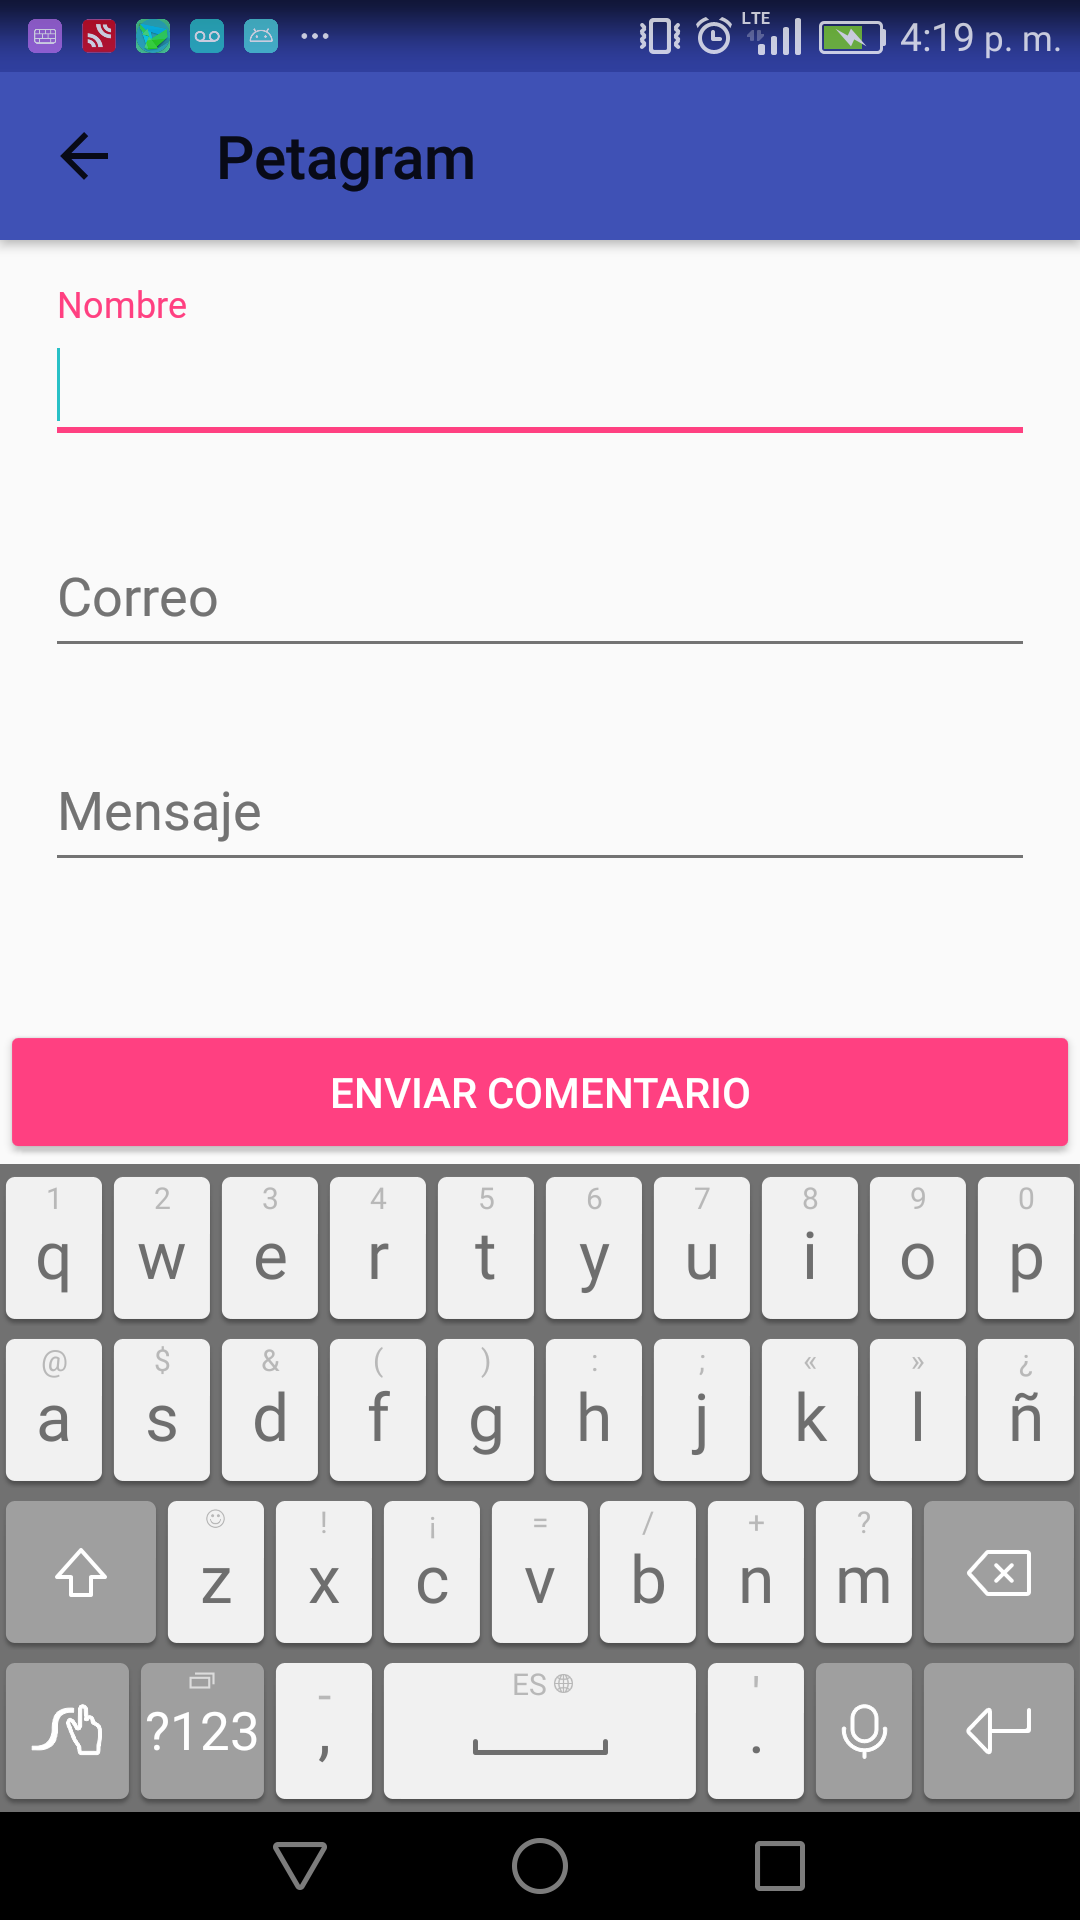 LTE 4:19 p. m.
Petagram
Nombre
Correo
Mensaje
ENVIAR COMENTARIO
1 2 3 4 5 6 7 8 9 0
q w e r t y u i o p
@ $ & ( ) : ; « » ¿
a s d f g h j k l ñ
! ¡ = / + ?
z x c v b n m
- ES '
?123 , .